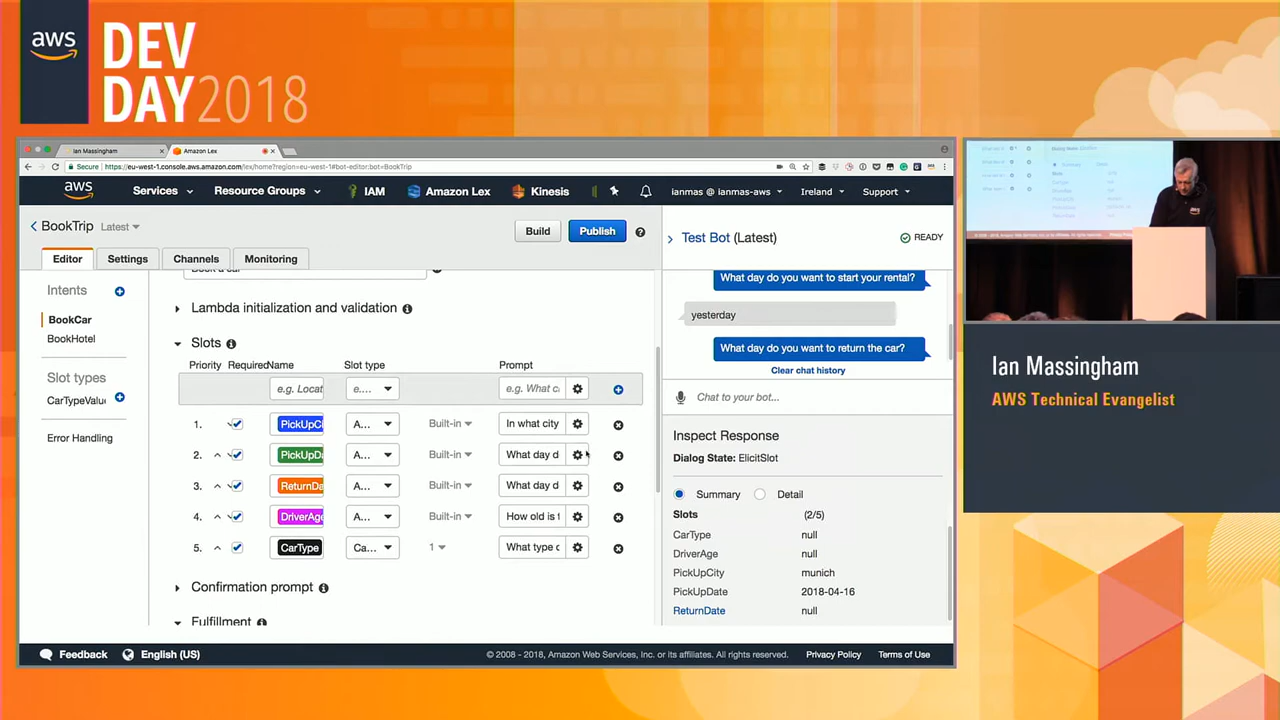 aws
DEV
DAY2018
Ian Massingham
Amazon Lex
Secure
https://eu-west-1.console.aws.amazon.com/lex/home?region=eu-west-1#bot-editor:bot=BookTrip
aws
Services
Resource Groups
IAM
Amazon Lex
Kinesis
ianmas @ ianmas-aws
Ireland
Support
BookTrip
Latest
Build
Publish
Test Bot (Latest)
READY
Editor
Settings
Channels
Monitoring
Intents
BookCar
BookHotel
Slot types
CarTypeValu
Error Handling
Book a car
Lambda initialization and validation
Slots
Priority
Required
Name
Slot type
Prompt
e.g. Locat
e....
e.g. What c
1.
PickUpCi
A...
Built-in
In what city
2.
PickUpDa
A...
Built-in
What day d
3.
ReturnDa
A...
Built-in
What day d
4.
DriverAge
A...
Built-in
How old is t
5.
CarType
Ca...
1
What type c
Confirmation prompt
Fulfillment
What day do you want to start your rental?
yesterday
What day do you want to return the car?
Clear chat history
Chat to your bot...
Inspect Response
Dialog State: ElicitSlot
Summary
Detail
Slots
(2/5)
CarType
null
DriverAge
null
PickUpCity
munich
PickUpDate
2018-04-16
ReturnDate
null
Feedback
English (US)
© 2008 - 2018, Amazon Web Services, Inc. or its affiliates. All rights reserved.
Privacy Policy
Terms of Use
Ian Massingham
AWS Technical Evangelist